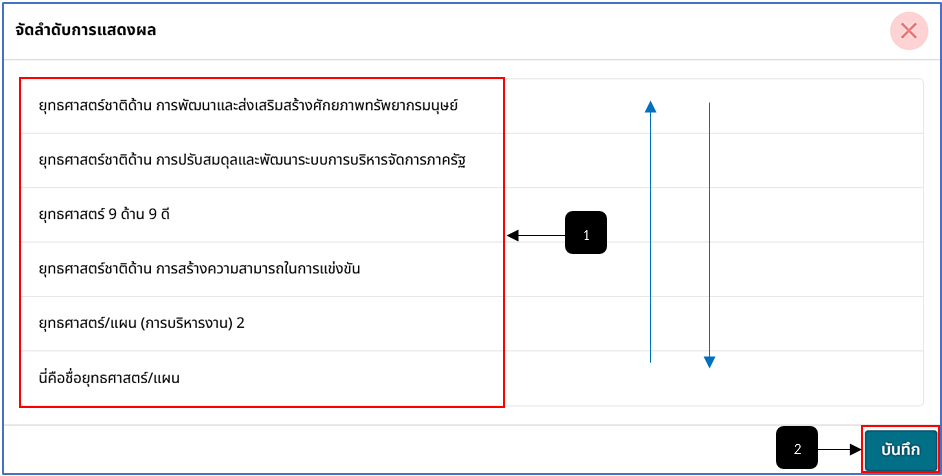 จัดลำดับการแสดงผล
ยุทธศาสตร์ชาติด้าน การพัฒนาและส่งเสริมสร้างศักยภาพทรัพยากรมนุษย์
ยุทธศาสตร์ชาติด้าน การปรับสมดุลและพัฒนาระบบการบริหารจัดการภาครัฐ
ยุทธศาสตร์ 9 ด้าน 9 ดี
1
ยุทธศาสตร์ชาติด้าน การสร้างความสามารถในการแข่งขัน
ยุทธศาสตร์/แผน (การบริหารงาน) 2
นี่คือชื่อยุทธศาสตร์/แผน
2
บันทึก